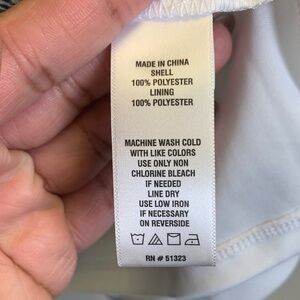 MADE IN CHINA
SHELL
100% POLYESTER
LINING
100% POLYESTER
MACHINE WASH COLD
WITH LIKE COLORS
USE ONLY NON
CHLORINE BLEACH
IF NEEDED
LINE DRY
USE LOW IRON
IF NECESSARY
ON REVERSIDE
RN # 51323